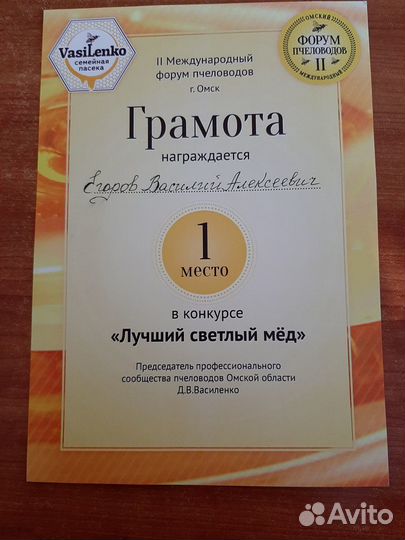 VasiLenko
СЕМЕЙНАЯ
ПАСЕКА
II Международный
форум пчеловодов
г. Омск
ОМСКИЙ
ФОРУМ
ПЧЕЛОВОДОВ
II
МЕЖДУНАРОДНЫЙ
Грамота
награждается
Егоров Василий Алексеевич
1
МЕСТО
в конкурсе
«Лучший светлый мёд»
Председатель профессионального
сообщества пчеловодов Омской области
Д.В.Василенко
Avito